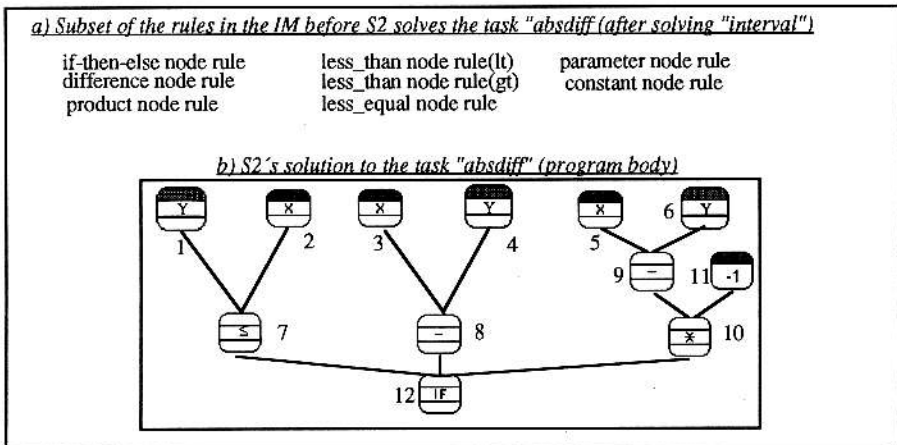 a) Subset of the rules in the IM before S2 solves the task "absdiff (after solving "interval")
if-then-else node rule less_than node rule(lt) parameter node rule
difference node rule less_than node rule(gt) constant node rule
product node rule less_equal node rule
b) S2´s solution to the task "absdiff" (program body)
Y X X Y X 6 Y
1 2 3 4 5
9 – 11 -1
≤ 7 – 8 * 10
12 IF